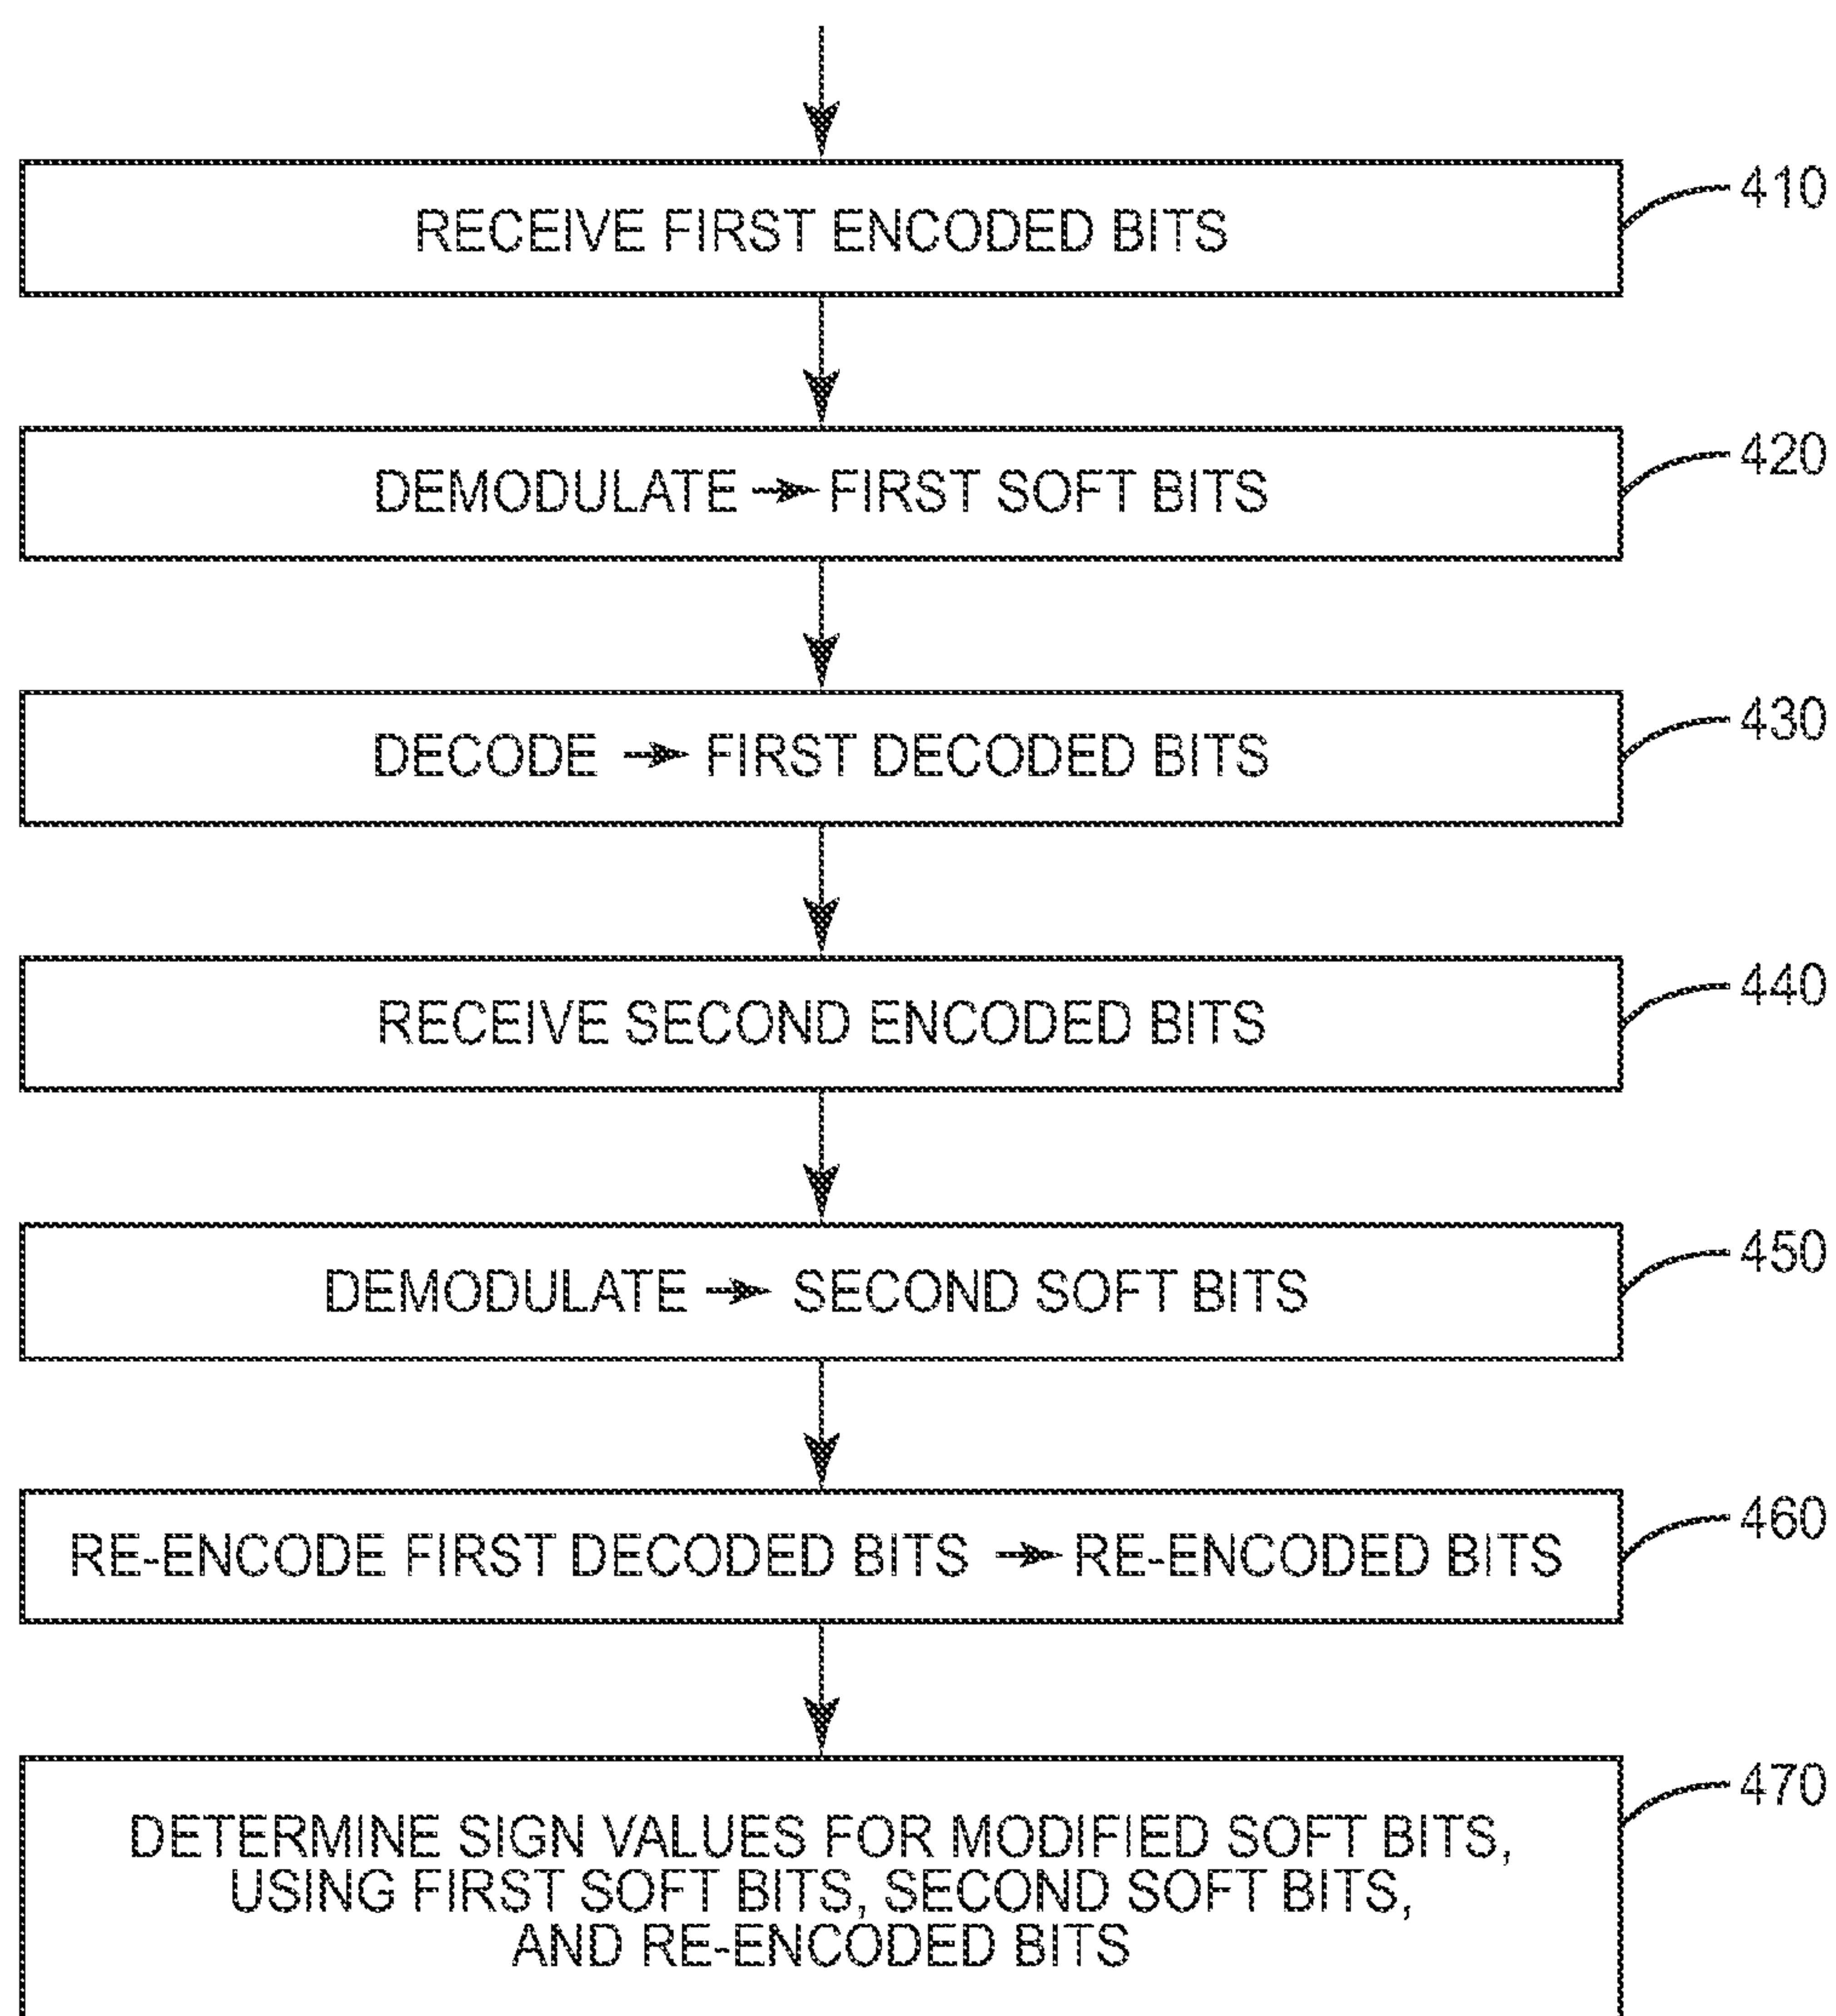 RECEIVE FIRST ENCODED BITS
410
DEMODULATE → FIRST SOFT BITS
420
DECODE → FIRST DECODED BITS
430
RECEIVE SECOND ENCODED BITS
440
DEMODULATE → SECOND SOFT BITS
450
RE-ENCODE FIRST DECODED BITS → RE-ENCODED BITS
460
DETERMINE SIGN VALUES FOR MODIFIED SOFT BITS,
USING FIRST SOFT BITS, SECOND SOFT BITS,
AND RE-ENCODED BITS
470